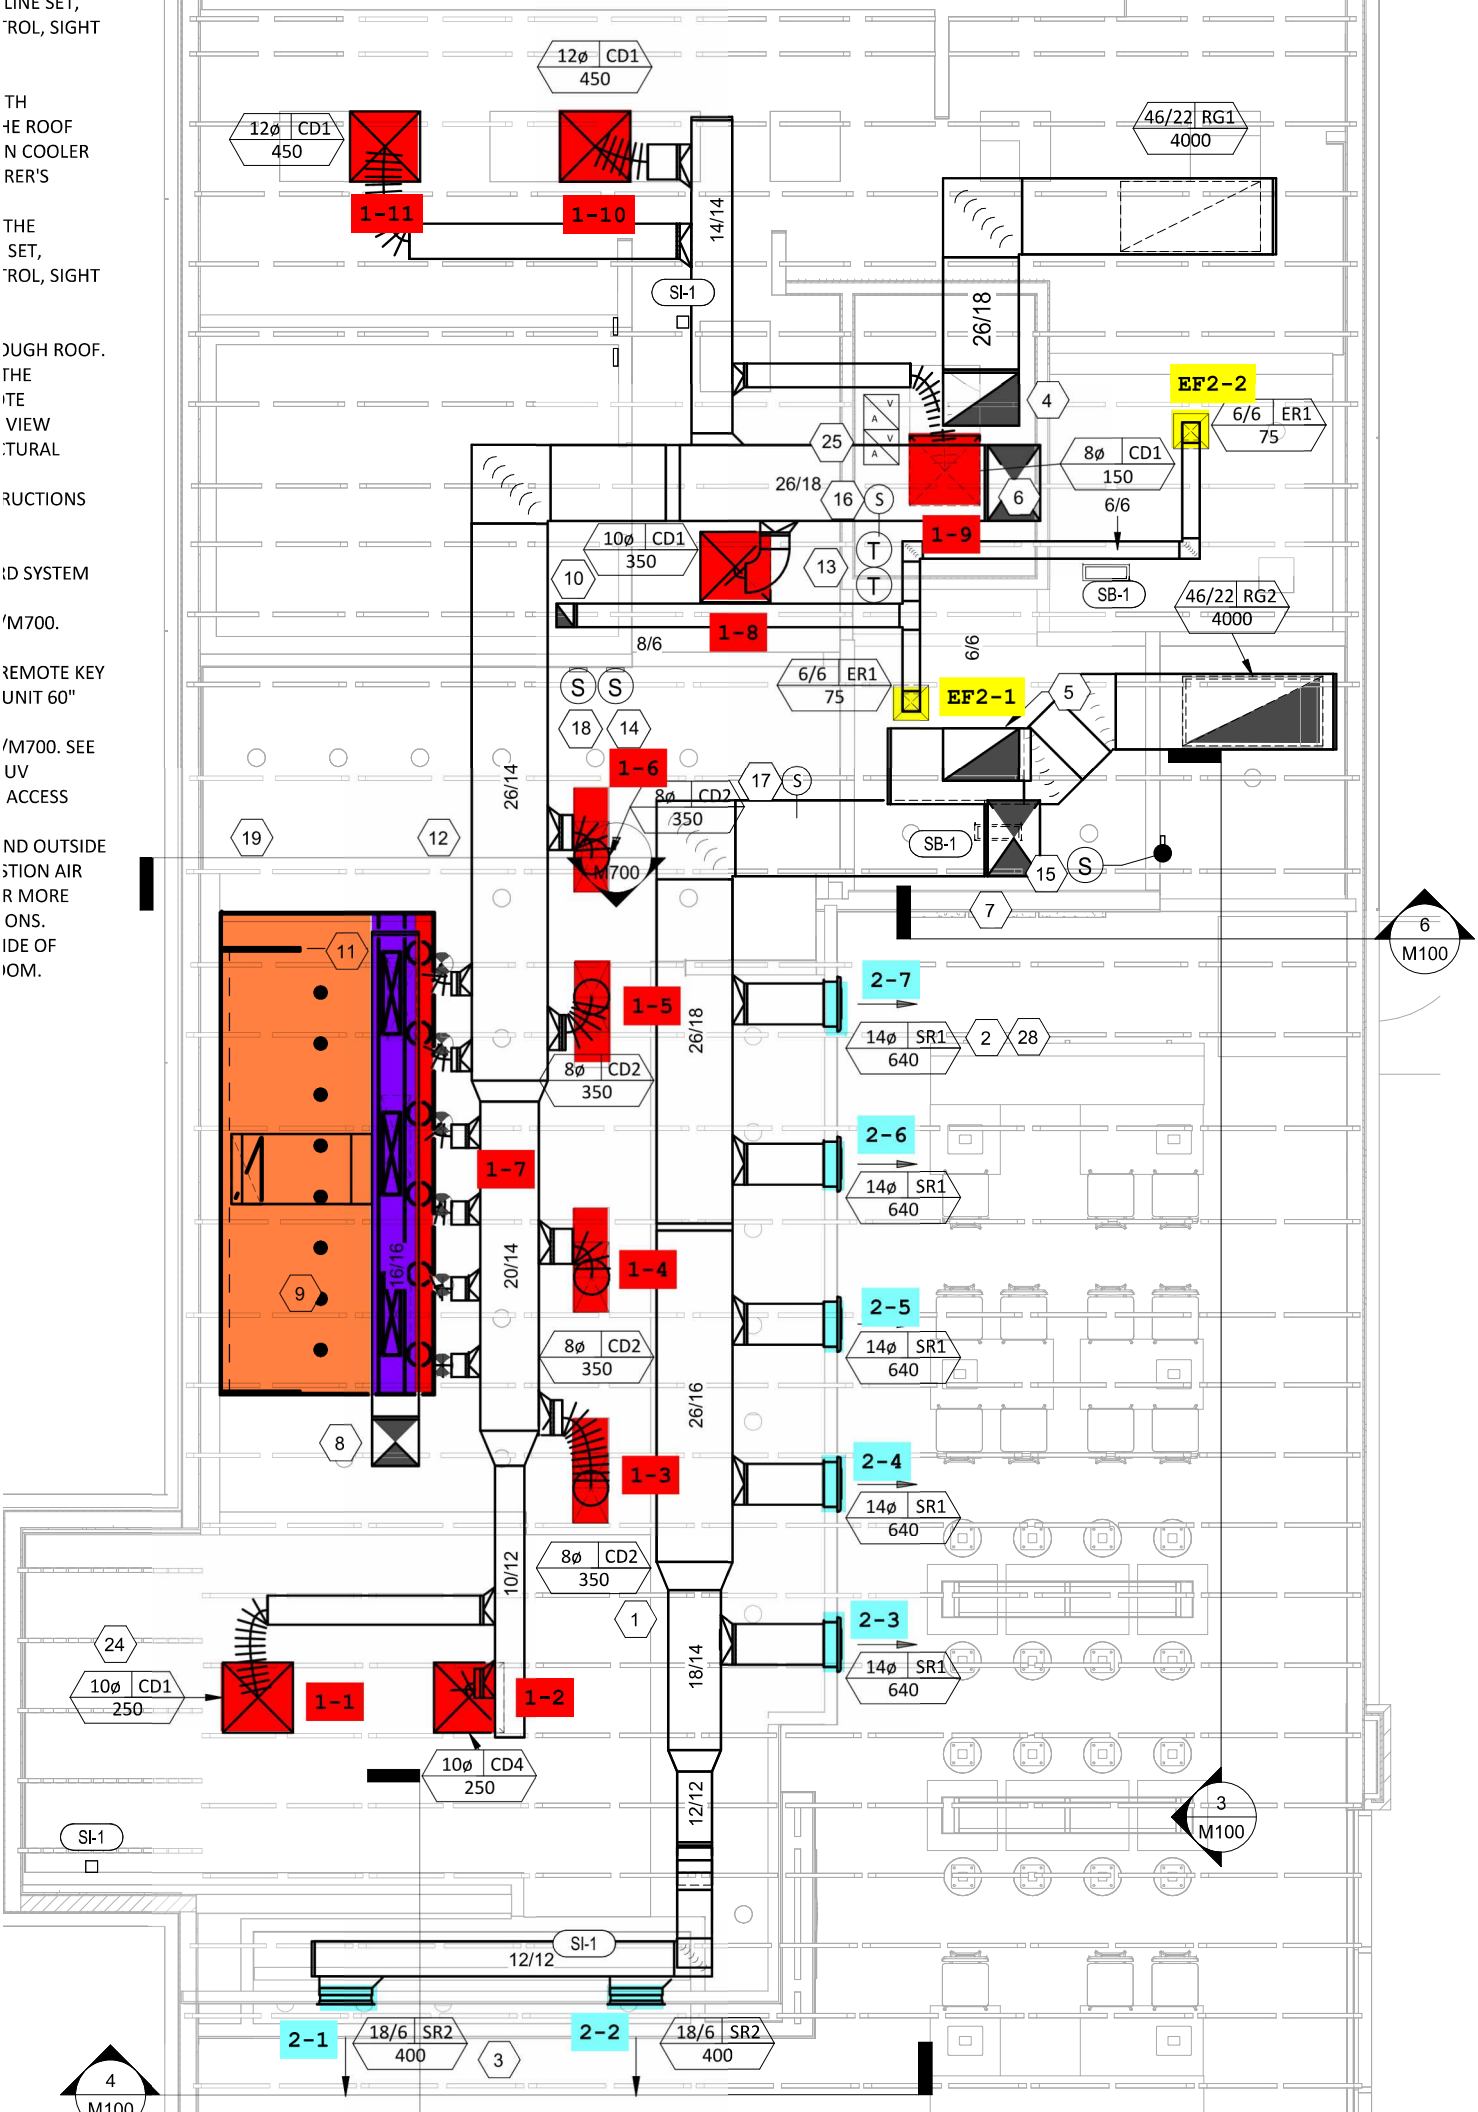 LINE SET,
TROL, SIGHT
TH
HE ROOF
N COOLER
RER'S
THE
SET,
TROL, SIGHT
OUGH ROOF.
THE
OTE
VIEW
CTURAL
RUCTIONS
RD SYSTEM
/M700.
REMOTE KEY
UNIT 60"
/M700. SEE
UV
ACCESS
ND OUTSIDE
STION AIR
R MORE
ONS.
IDE OF
OOM.
12ø CD1
450
12ø CD1
450
46/22 RG1
4000
1-11
1-10
14/14
SI-1
26/18
EF2-2
4
6/6 ER1
75
25
V
A
V
A
8ø CD1
150
26/18
16
S
6
6/6
10ø CD1
350
1-9
T
13
10
T
SB-1
46/22 RG2
4000
1-8
8/6
6/6
6/6 ER1
75
S S
EF2-1
5
18
14
1-6
26/14
8ø CD2
350
17
S
19
12
SB-1
7
M700
15
S
7
6
M100
11
1-5
26/18
2-7
14ø SR1
640
2
28
8ø CD2
350
2-6
1-7
14ø SR1
640
16/16
20/14
1-4
9
2-5
14ø SR1
640
8ø CD2
350
26/16
8
1-3
2-4
14ø SR1
640
10/12
8ø CD2
350
1
2-3
24
18/14
14ø SR1
640
10ø CD1
250
1-1
1-2
10ø CD4
250
12/12
3
M100
SI-1
SI-1
12/12
2-1
18/6 SR2
400
3
2-2
18/6 SR2
400
4
M100